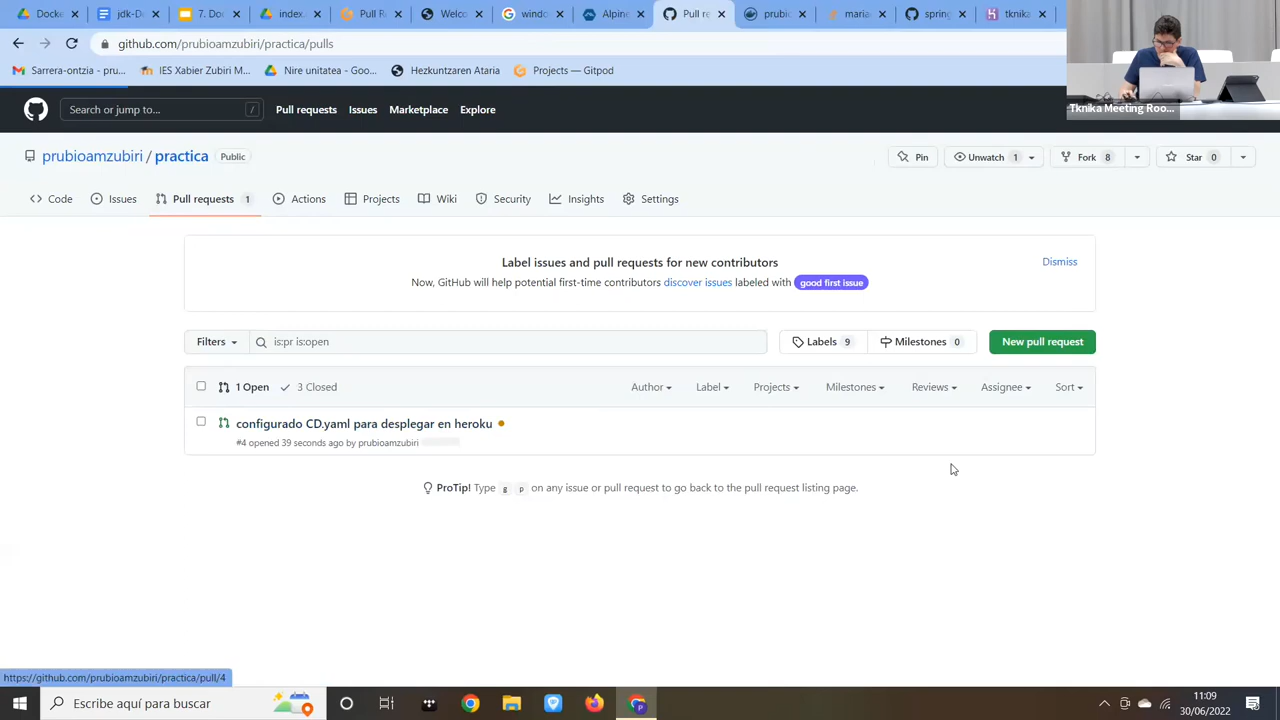 Docke
jdk-D
7. Do
index.
Pull R
Welco
windo
Alpine
Pull re
prubic
maria
spring
tknika
github.com/prubioamzubiri/practica/pulls
Sarrera-ontzia - pru...
IES Xabier Zubiri M...
Nire unitatea - Goo...
Hezkuntzaren Ataria
Projects — Gitpod
Tknika Meeting Roo...
Search or jump to...
/
Pull requests
Issues
Marketplace
Explore
prubioamzubiri / practica
Public
Pin
Unwatch 1
Fork 8
Star 0
Code
Issues
Pull requests 1
Actions
Projects
Wiki
Security
Insights
Settings
Label issues and pull requests for new contributors
Dismiss
Now, GitHub will help potential first-time contributors discover issues labeled with good first issue
Filters
is:pr is:open
Labels 9
Milestones 0
New pull request
1 Open
3 Closed
Author
Label
Projects
Milestones
Reviews
Assignee
Sort
configurado CD.yaml para desplegar en heroku
#4 opened 39 seconds ago by prubioamzubiri
ProTip! Type g p on any issue or pull request to go back to the pull request listing page.
https://github.com/prubioamzubiri/practica/pull/4
Escribe aquí para buscar
11:09
30/06/2022